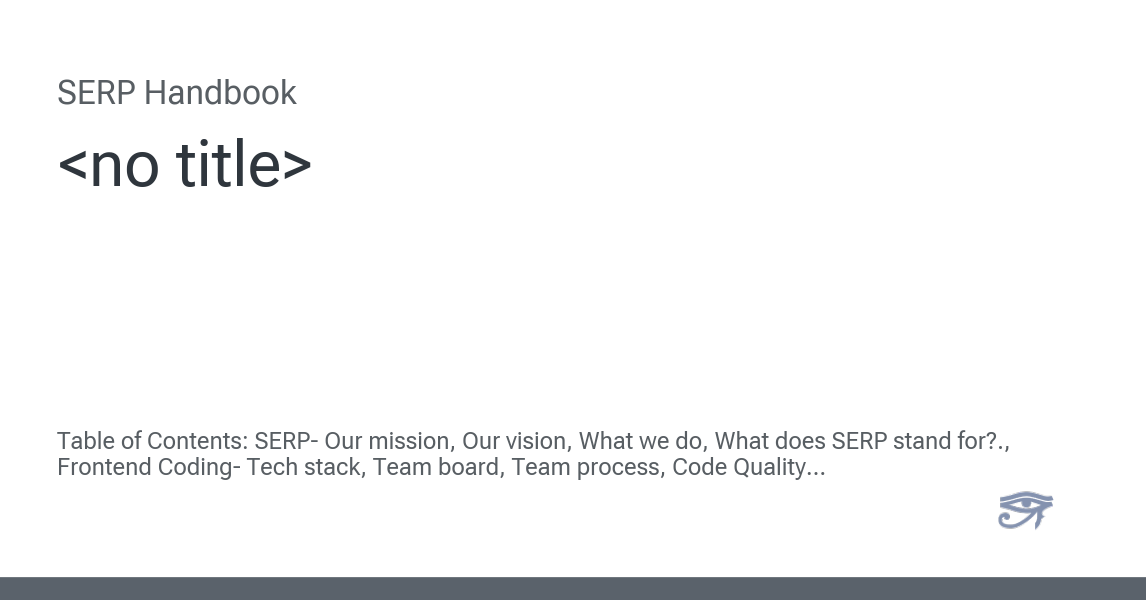 SERP Handbook
<no title>
Table of Contents: SERP- Our mission, Our vision, What we do, What does SERP stand for?.,
Frontend Coding- Tech stack, Team board, Team process, Code Quality...